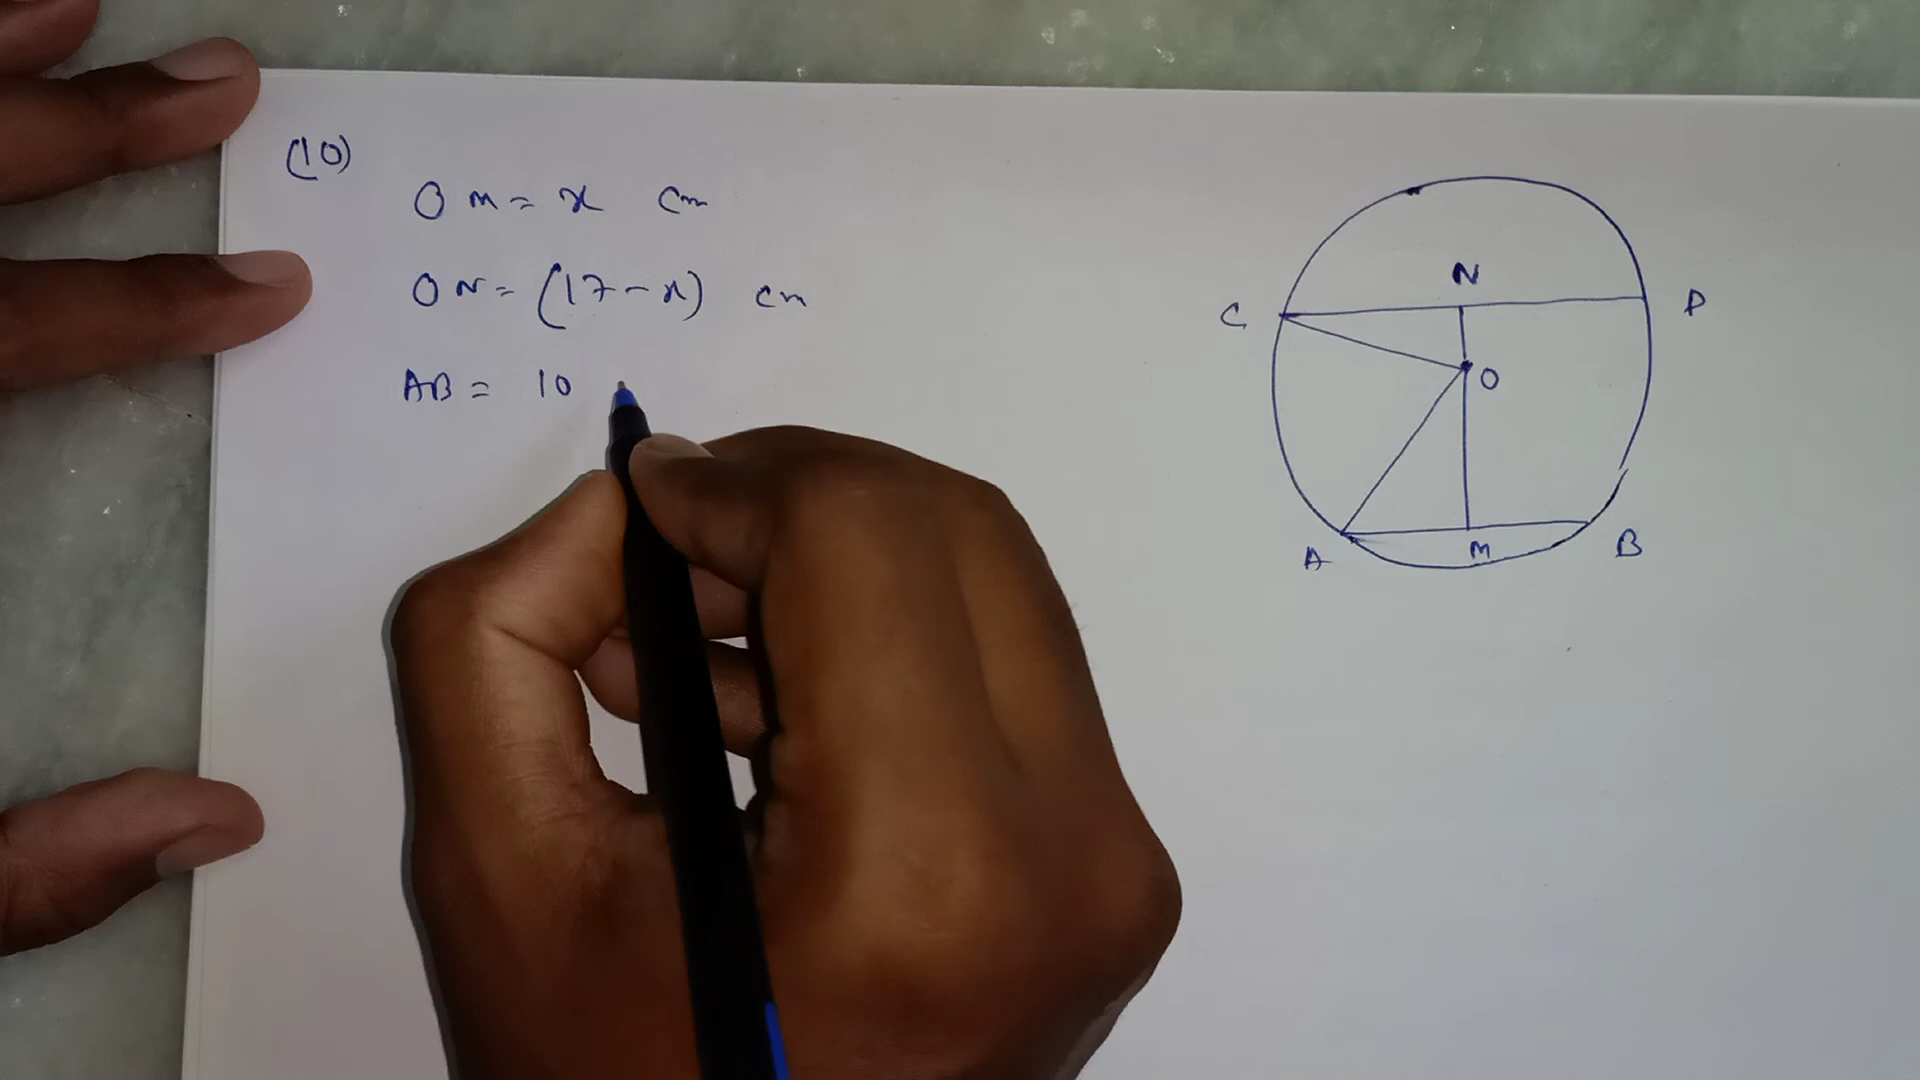 (10)
OM = x cm
ON = (17 - x) cm
AB = 10
N
C
D
O
A
M
B